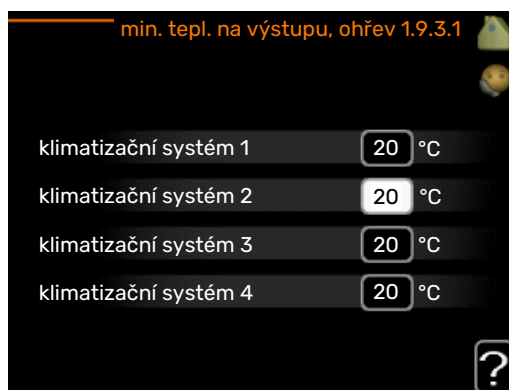 min. tepl. na výstupu, ohřev 1.9.3.1
klimatizační systém 1 20 °C
klimatizační systém 2 20 °C
klimatizační systém 3 20 °C
klimatizační systém 4 20 °C
?